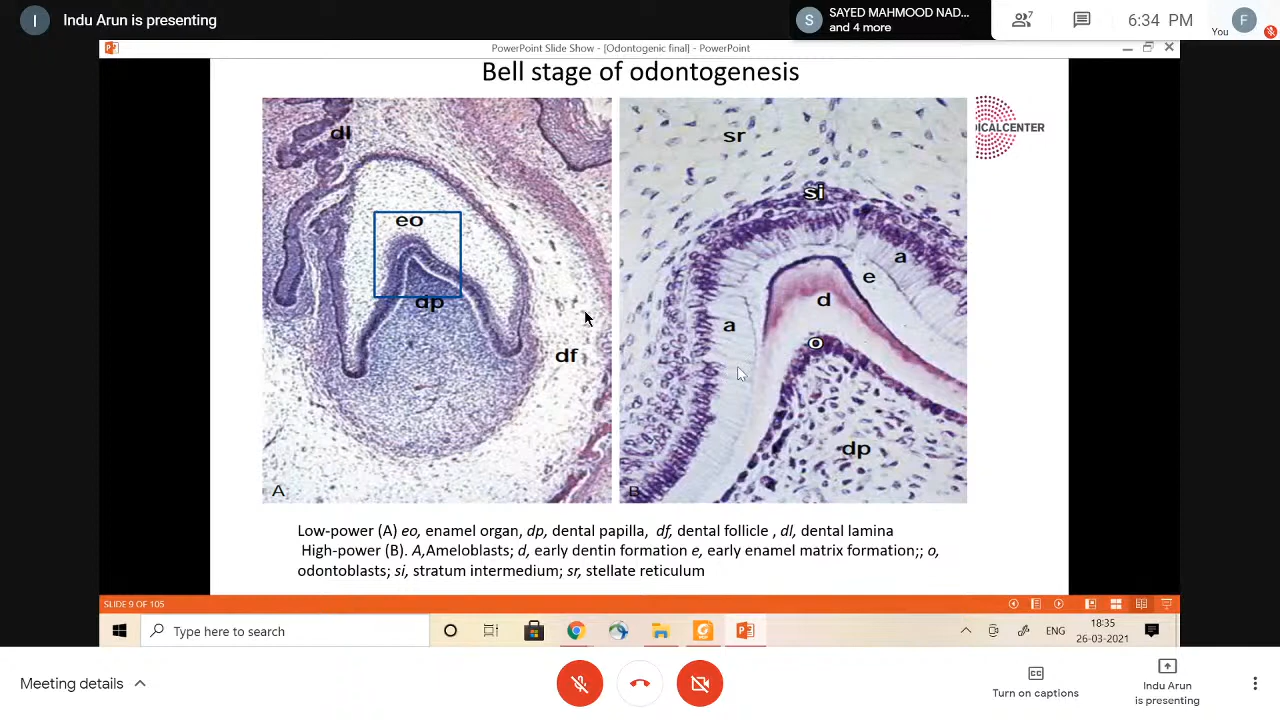 I
Indu Arun is presenting
S
SAYED MAHMOOD NAD...
and 4 more
7
6:34 PM
You
F
PowerPoint Slide Show - [Odontogenic final] - PowerPoint
Bell stage of odontogenesis
ICALCENTER
dl
eo
dp
df
A
sr
si
a
e
d
a
o
dp
B
Low-power (A) eo, enamel organ, dp, dental papilla, df, dental follicle , dl, dental lamina
High-power (B). A,Ameloblasts; d, early dentin formation e, early enamel matrix formation;; o,
odontoblasts; si, stratum intermedium; sr, stellate reticulum
SLIDE 9 OF 105
Type here to search
ENG
18:35
26-03-2021
Meeting details
CC
Turn on captions
Indu Arun
is presenting